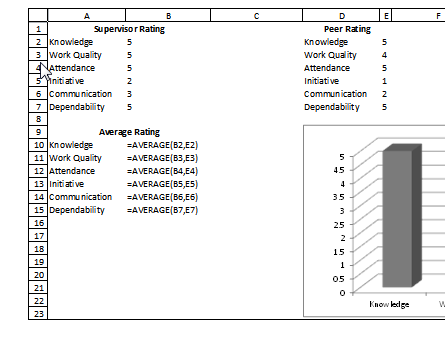 A B C D E F
1 Supervisor Rating Peer Rating
2 Knowledge 5 Knowledge 5
3 Work Quality 5 Work Quality 4
4 Attendance 5 Attendance 5
5 Initiative 2 Initiative 1
6 Communication 3 Communication 2
7 Dependability 5 Dependability 5
8
9 Average Rating
10 Knowledge =AVERAGE(B2,E2)
11 Work Quality =AVERAGE(B3,E3)
12 Attendance =AVERAGE(B4,E4)
13 Initiative =AVERAGE(B5,E5)
14 Communication =AVERAGE(B6,E6)
15 Dependability =AVERAGE(B7,E7)
16
17
18
19
20
21
22
23
5
4.5
4
3.5
3
2.5
2
1.5
1
0.5
0
Knowledge W